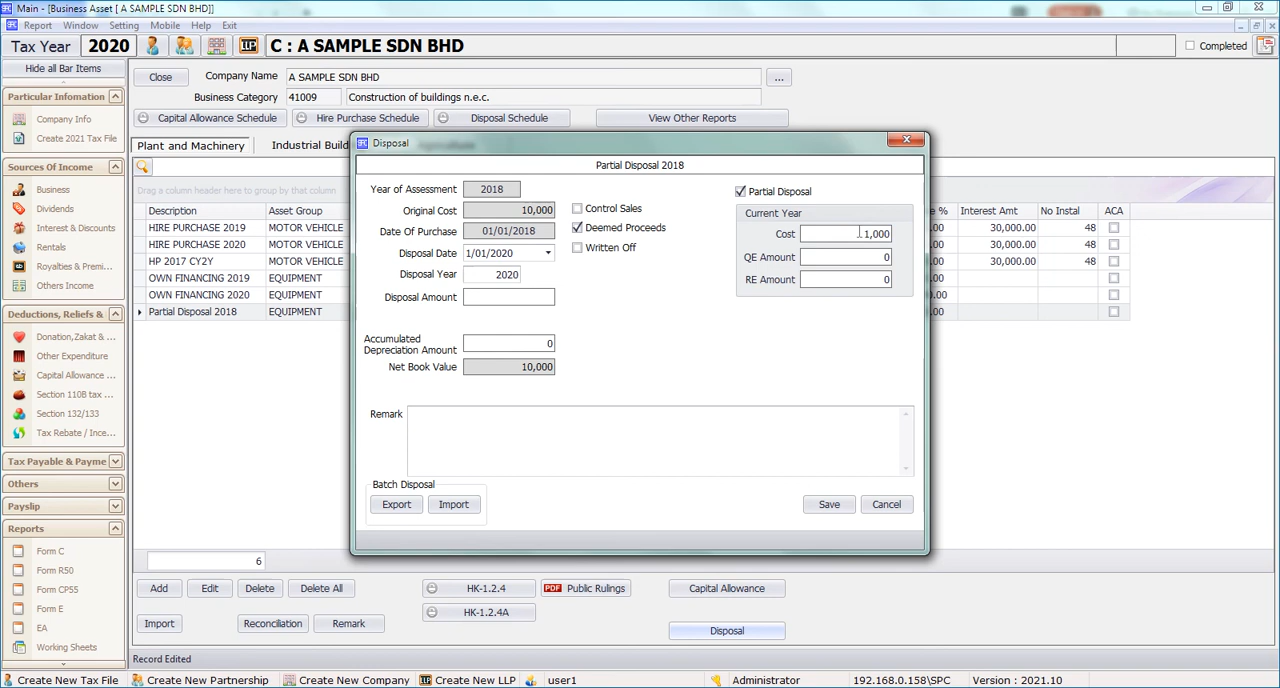 Main - [Business Asset [ A SAMPLE SDN BHD]]
Report Window Setting Mobile Help Exit
Tax Year 2020 ILP C : A SAMPLE SDN BHD Completed
Hide all Bar Items
Close Company Name A SAMPLE SDN BHD ...
Business Category 41009 Construction of buildings n.e.c.
Capital Allowance Schedule Hire Purchase Schedule Disposal Schedule View Other Reports
Plant and Machinery Industrial Build
Particular Infomation
Company Info
Create 2021 Tax File
Sources Of Income
Business
Dividends
Interest & Discounts
Rentals
Royalties & Premi...
Others Income
Deductions, Reliefs &
Donation,Zakat & ...
Other Expenditure
Capital Allowance ...
Section 110B tax ...
Section 132/133
Tax Rebate / Ince...
Tax Payable & Payme
Others
Payslip
Reports
Form C
Form R50
Form CP55
Form E
EA
Working Sheets
Drag a column header here to group by that column
Description Asset Group e % Interest Amt No Instal ACA
HIRE PURCHASE 2019 MOTOR VEHICLE .00 30,000.00 48
HIRE PURCHASE 2020 MOTOR VEHICLE .00 30,000.00 48
HP 2017 CY2Y MOTOR VEHICLE .00 30,000.00 48
OWN FINANCING 2019 EQUIPMENT .00
OWN FINANCING 2020 EQUIPMENT .00
Partial Disposal 2018 EQUIPMENT .00
6
Disposal
Partial Disposal 2018
Year of Assessment 2018
Original Cost 10,000
Date Of Purchase 01/01/2018
Disposal Date 1/01/2020
Disposal Year 2020
Disposal Amount
Control Sales
Deemed Proceeds
Written Off
Partial Disposal
Current Year
Cost 1,000
QE Amount 0
RE Amount 0
Accumulated
Depreciation Amount 0
Net Book Value 10,000
Remark
Batch Disposal
Export Import Save Cancel
Add Edit Delete Delete All HK-1.2.4 PDF Public Rulings Capital Allowance
Import Reconciliation Remark HK-1.2.4A Disposal
Record Edited
Create New Tax File Create New Partnership Create New Company ILP Create New LLP user1 Administrator 192.168.0.158\SPC Version : 2021.10